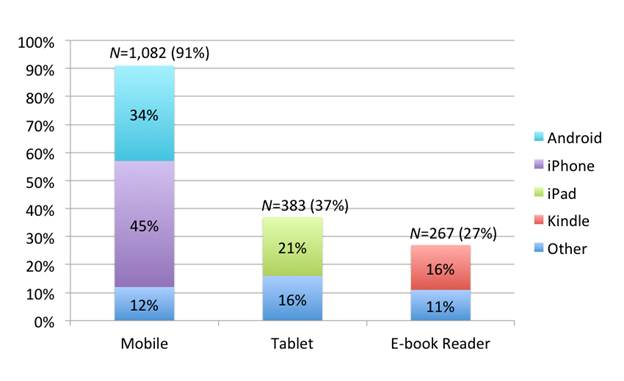 100%
90%
80%
70%
60%
50%
40%
30%
20%
10%
0%
N=1,082 (91%)
34%
45%
12%
N=383 (37%)
21%
16%
N=267 (27%)
16%
11%
Mobile
Tablet
E-book Reader
Android
iPhone
iPad
Kindle
Other